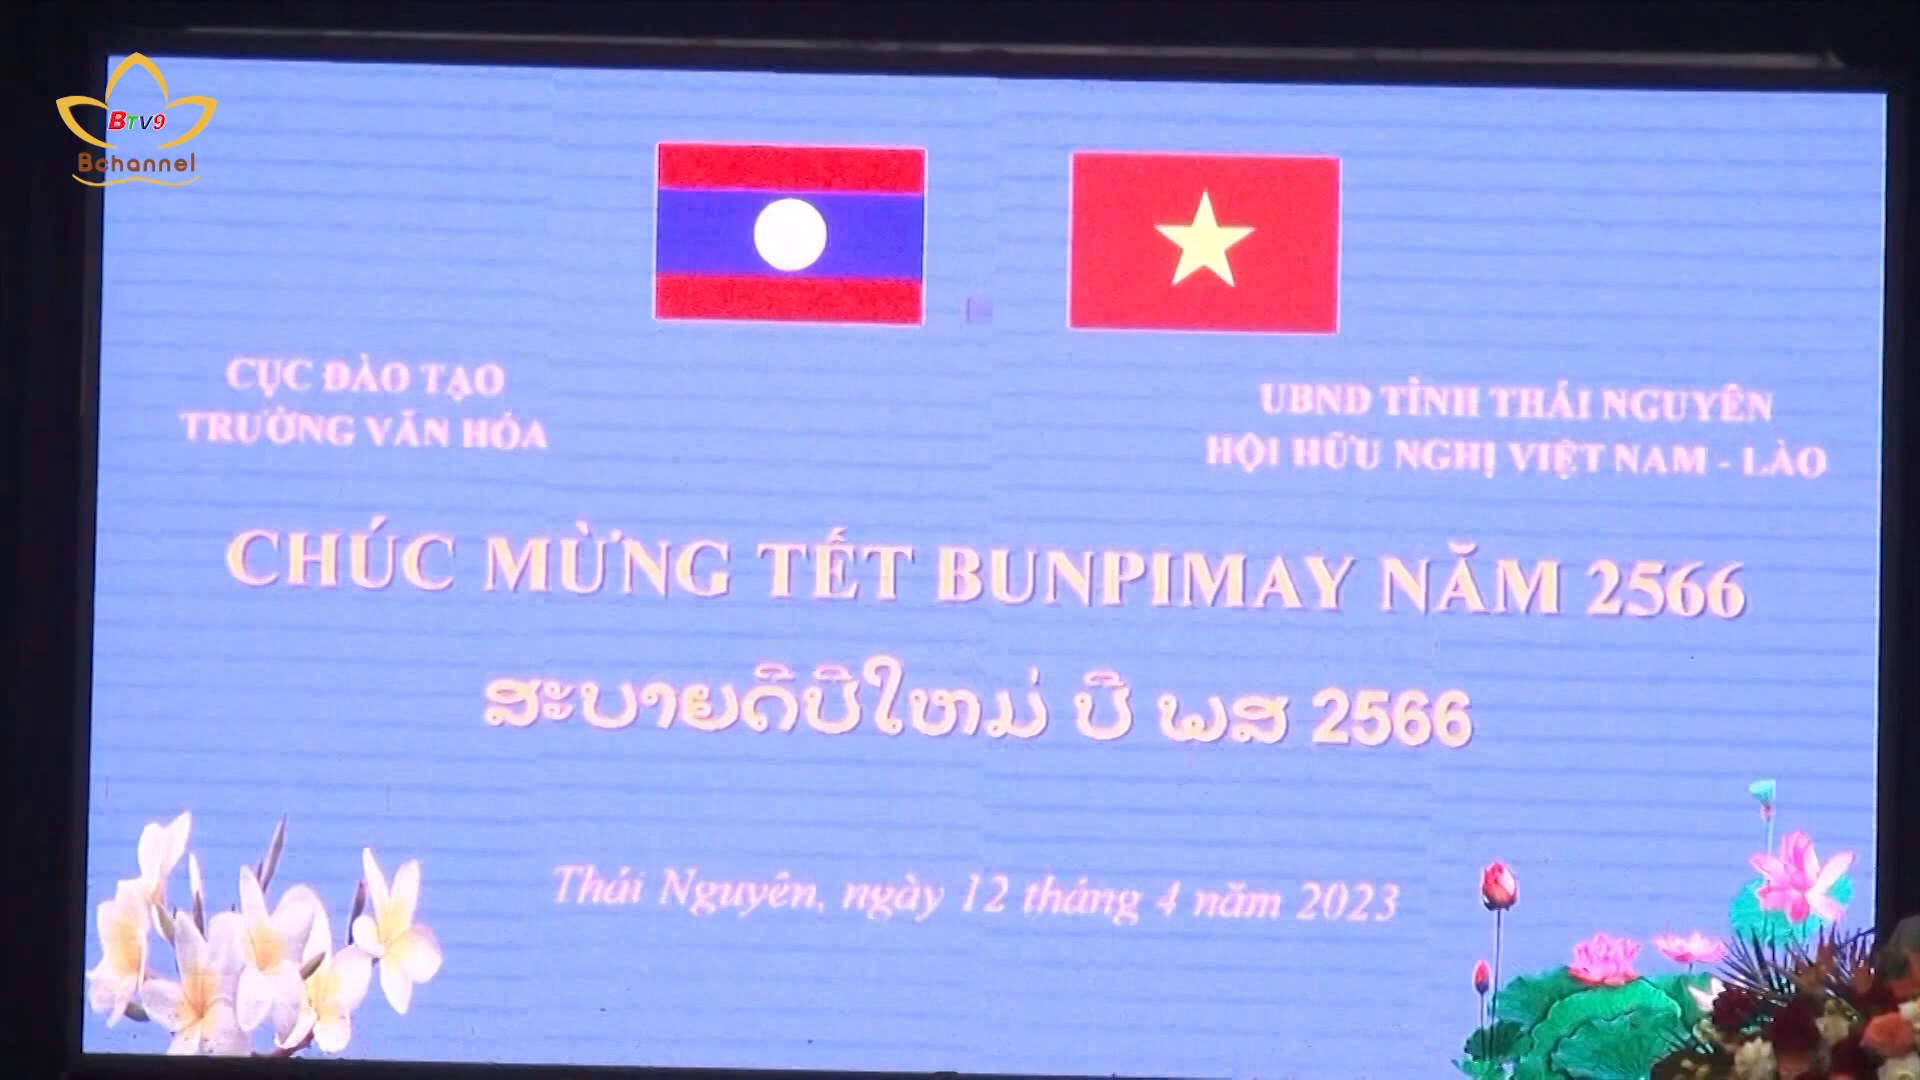 BTV9
Bchannel
CỤC ĐÀO TẠO
TRƯỜNG VĂN HÓA
UBND TỈNH THÁI NGUYÊN
HỘI HỮU NGHỊ VIỆT NAM - LÀO
CHÚC MỪNG TẾT BUNPIMAY NĂM 2566
ສະບາຍດີປີໃຫມ່ ປີ ພສ 2566
Thái Nguyên, ngày 12 tháng 4 năm 2023